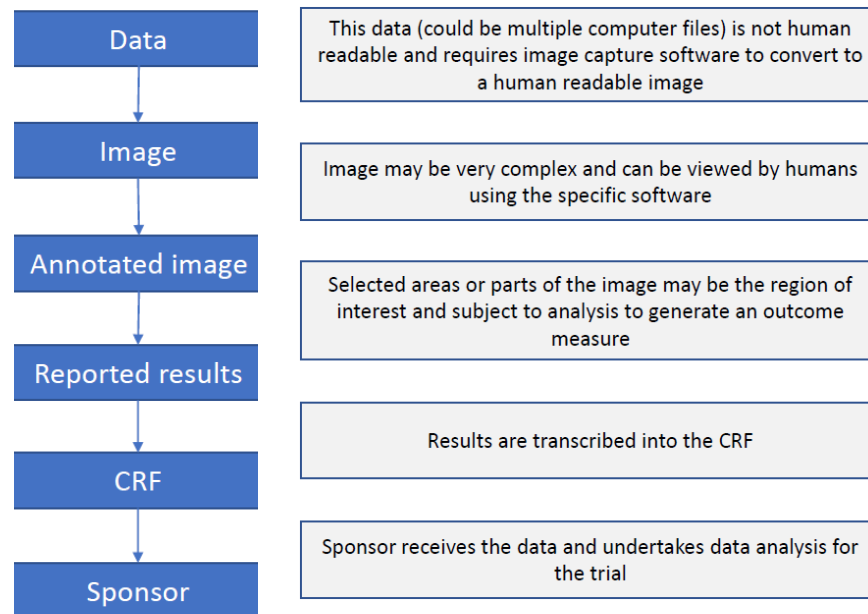 Data
This data (could be multiple computer files) is not human
readable and requires image capture software to convert to
a human readable image
Image
Image may be very complex and can be viewed by humans
using the specific software
Annotated image
Selected areas or parts of the image may be the region of
interest and subject to analysis to generate an outcome
measure
Reported results
Results are transcribed into the CRF
CRF
Sponsor receives the data and undertakes data analysis for
the trial
Sponsor